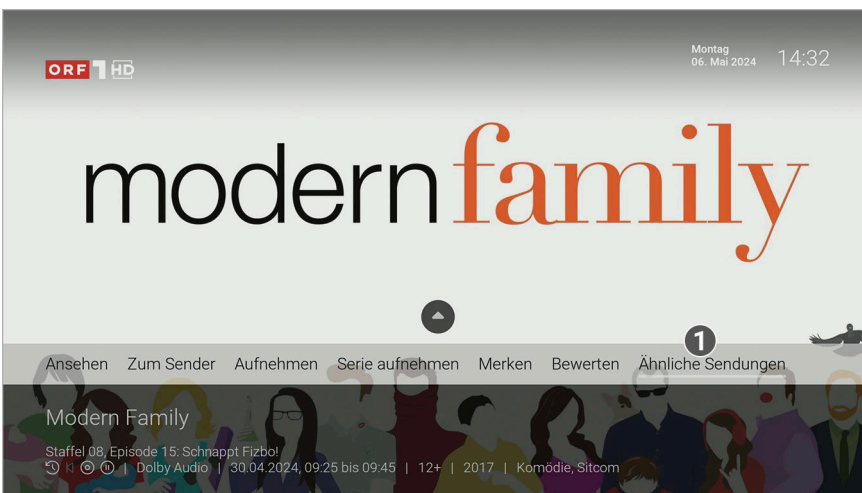 ORF 1 HD
Montag
06. Mai 2024 14:32
modern family
1
Ansehen Zum Sender Aufnehmen Serie aufnehmen Merken Bewerten Ähnliche Sendungen
Modern Family
Staffel 08, Episode 15: Schnappt Fizbo!
| Dolby Audio | 30.04.2024, 09:25 bis 09:45 | 12+ | 2017 | Komödie, Sitcom